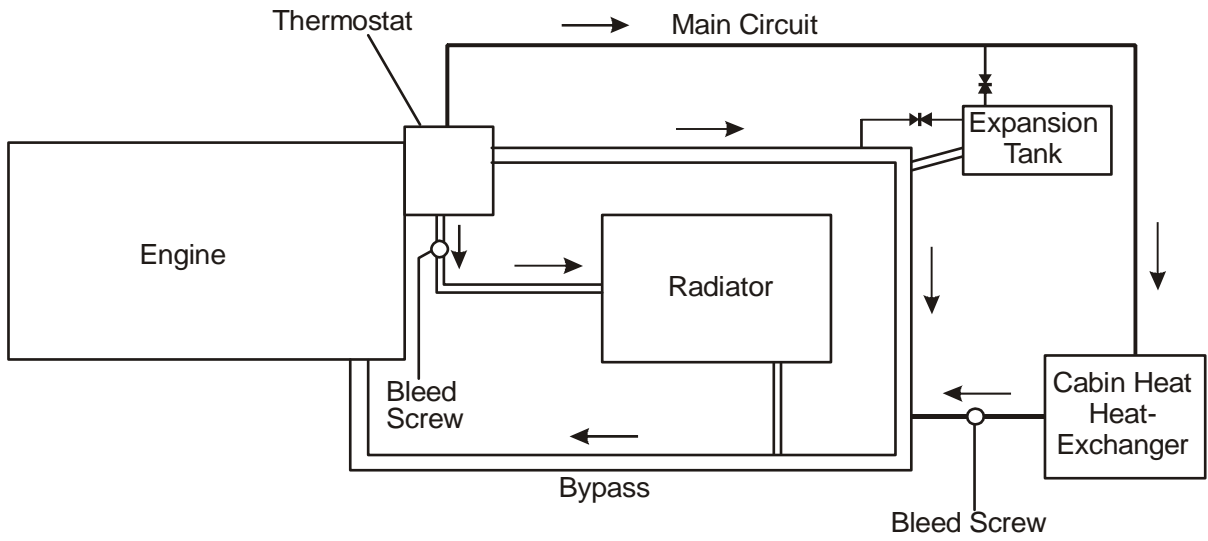 Thermostat
Main Circuit
Expansion
Tank
Engine
Radiator
Bleed
Screw
Cabin Heat
Heat-
Exchanger
Bypass
Bleed Screw